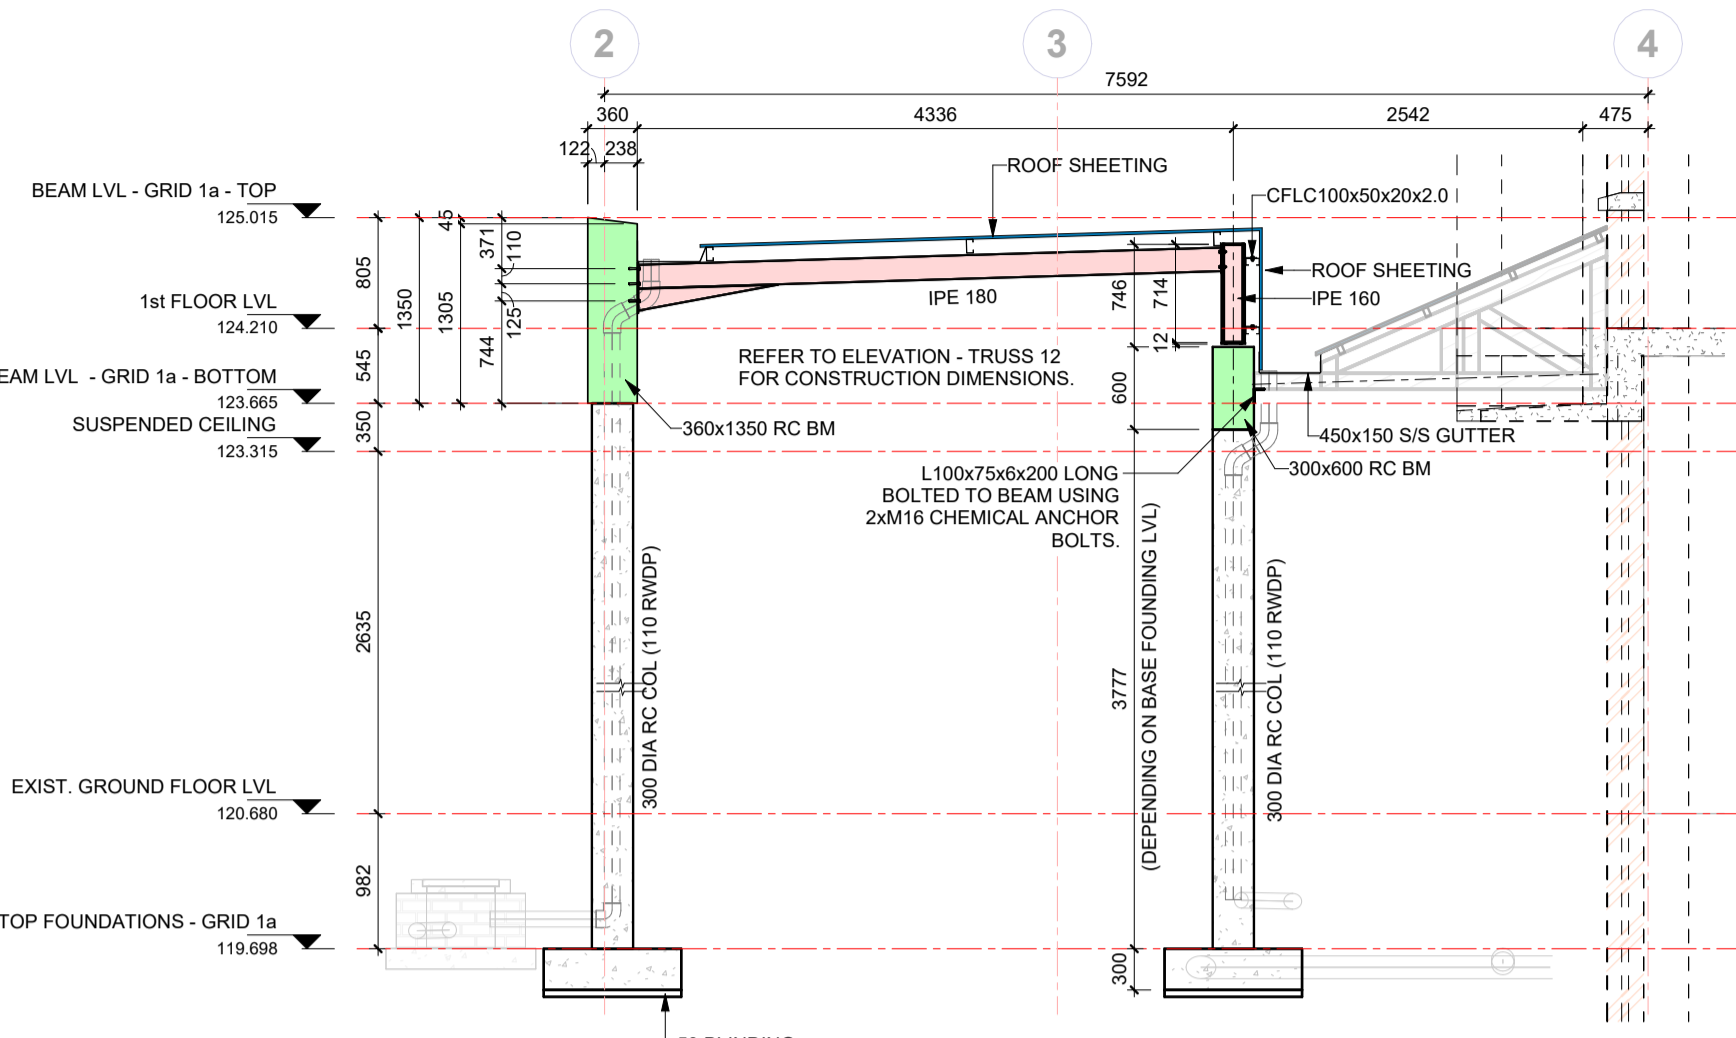 2
3
4
7592
360
4336
2542
475
122
238
ROOF SHEETING
BEAM LVL - GRID 1a - TOP
125.015
CFLC100x50x20x2.0
45
371
110
805
1350
1305
ROOF SHEETING
IPE 160
IPE 180
746
714
12
1st FLOOR LVL
124.210
125
744
545
REFER TO ELEVATION - TRUSS 12
FOR CONSTRUCTION DIMENSIONS.
EAM LVL - GRID 1a - BOTTOM
123.665
600
SUSPENDED CEILING
123.315
350
360x1350 RC BM
450x150 S/S GUTTER
300x600 RC BM
L100x75x6x200 LONG
BOLTED TO BEAM USING
2xM16 CHEMICAL ANCHOR
BOLTS.
2635
300 DIA RC COL (110 RWDP)
3777
(DEPENDING ON BASE FOUNDING LVL)
300 DIA RC COL (110 RWDP)
EXIST. GROUND FLOOR LVL
120.680
982
TOP FOUNDATIONS - GRID 1a
119.698
300